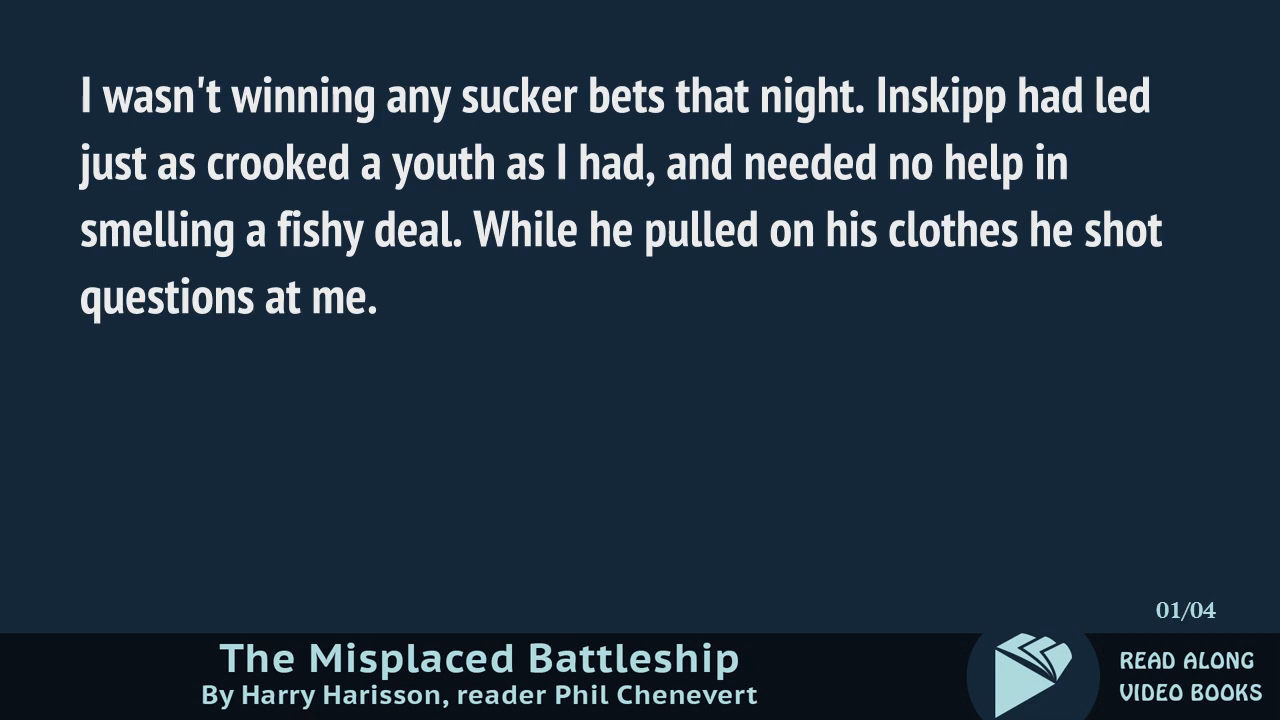 I wasn't winning any sucker bets that night. Inskipp had led
just as crooked a youth as I had, and needed no help in
smelling a fishy deal. While he pulled on his clothes he shot
questions at me.
01/04
The Misplaced Battleship
By Harry Harisson, reader Phil Chenevert
READ ALONG
VIDEO BOOKS